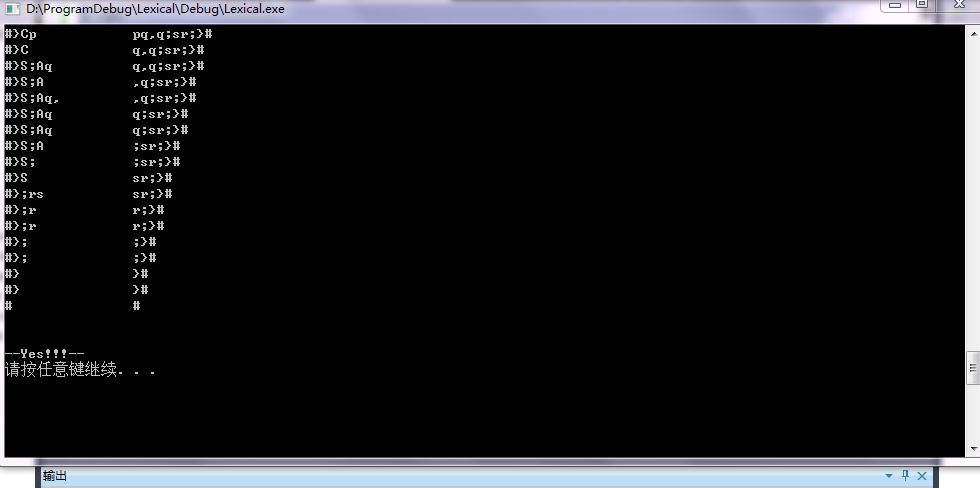 D:\ProgramDebug\Lexical\Debug\Lexical.exe
#}Cp            pq,q;sr;}#
#}C             q,q;sr;}#
#}S;Aq          q,q;sr;}#
#}S;A           ,q;sr;}#
#}S;Aq,         ,q;sr;}#
#}S;Aq          q;sr;}#
#}S;Aq          q;sr;}#
#}S;A           ;sr;}#
#}S;            ;sr;}#
#}S             sr;}#
#};rs           sr;}#
#};r            r;}#
#};r            r;}#
#};             ;}#
#};             ;}#
#}              }#
#}              }#
#               #
--Yes!!!--
请按任意键继续. . .
输出